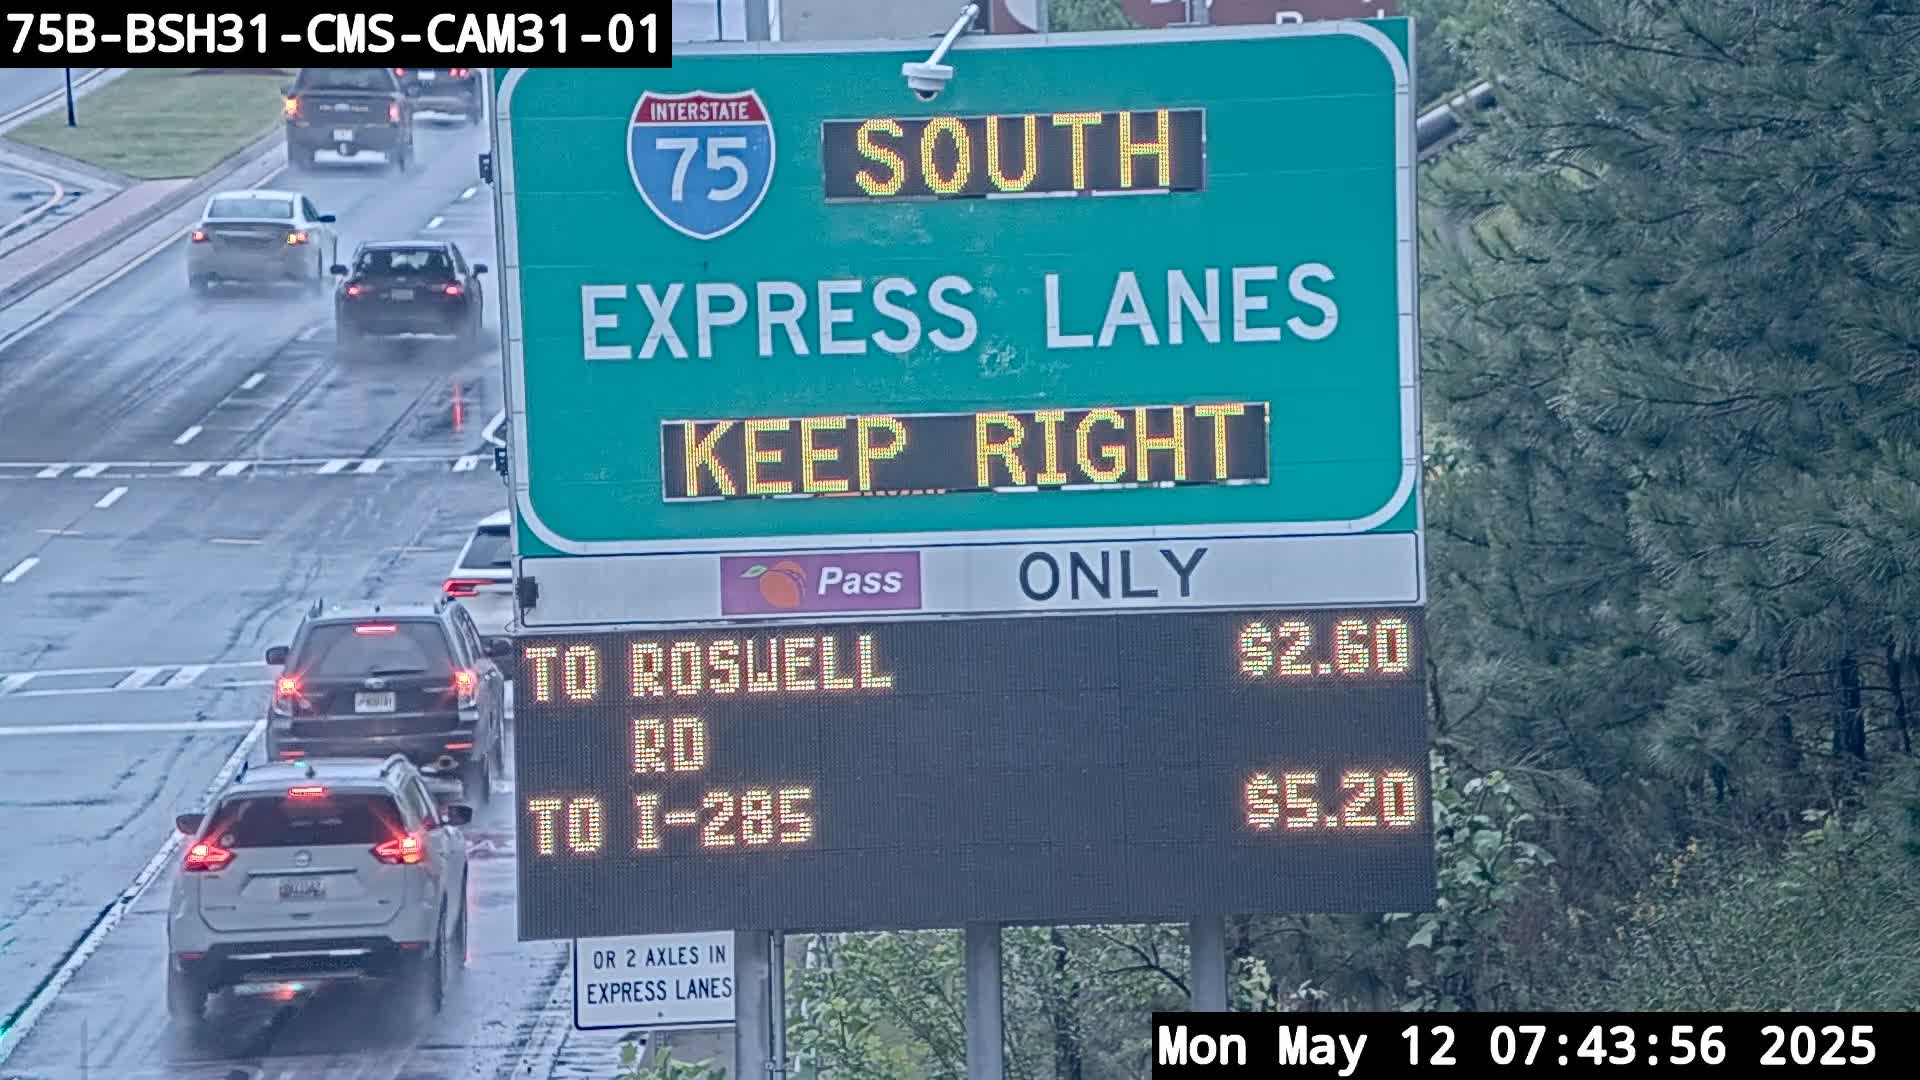 75B-BSH31-CMS-CAM31-01
INTERSTATE
75
SOUTH
EXPRESS LANES
KEEP RIGHT
Pass ONLY
TO ROSWELL $2.60
RD
TO I-285 $5.20
OR 2 AXLES IN
EXPRESS LANES
Mon May 12 07:43:56 2025